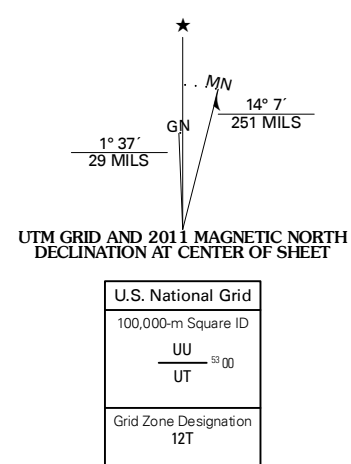 ★
MN
GN
14° 7´
251 MILS
1° 37´
29 MILS
UTM GRID AND 2011 MAGNETIC NORTH
DECLINATION AT CENTER OF SHEET
U.S. National Grid
100,000-m Square ID
UU
53 00
UT
Grid Zone Designation
12T